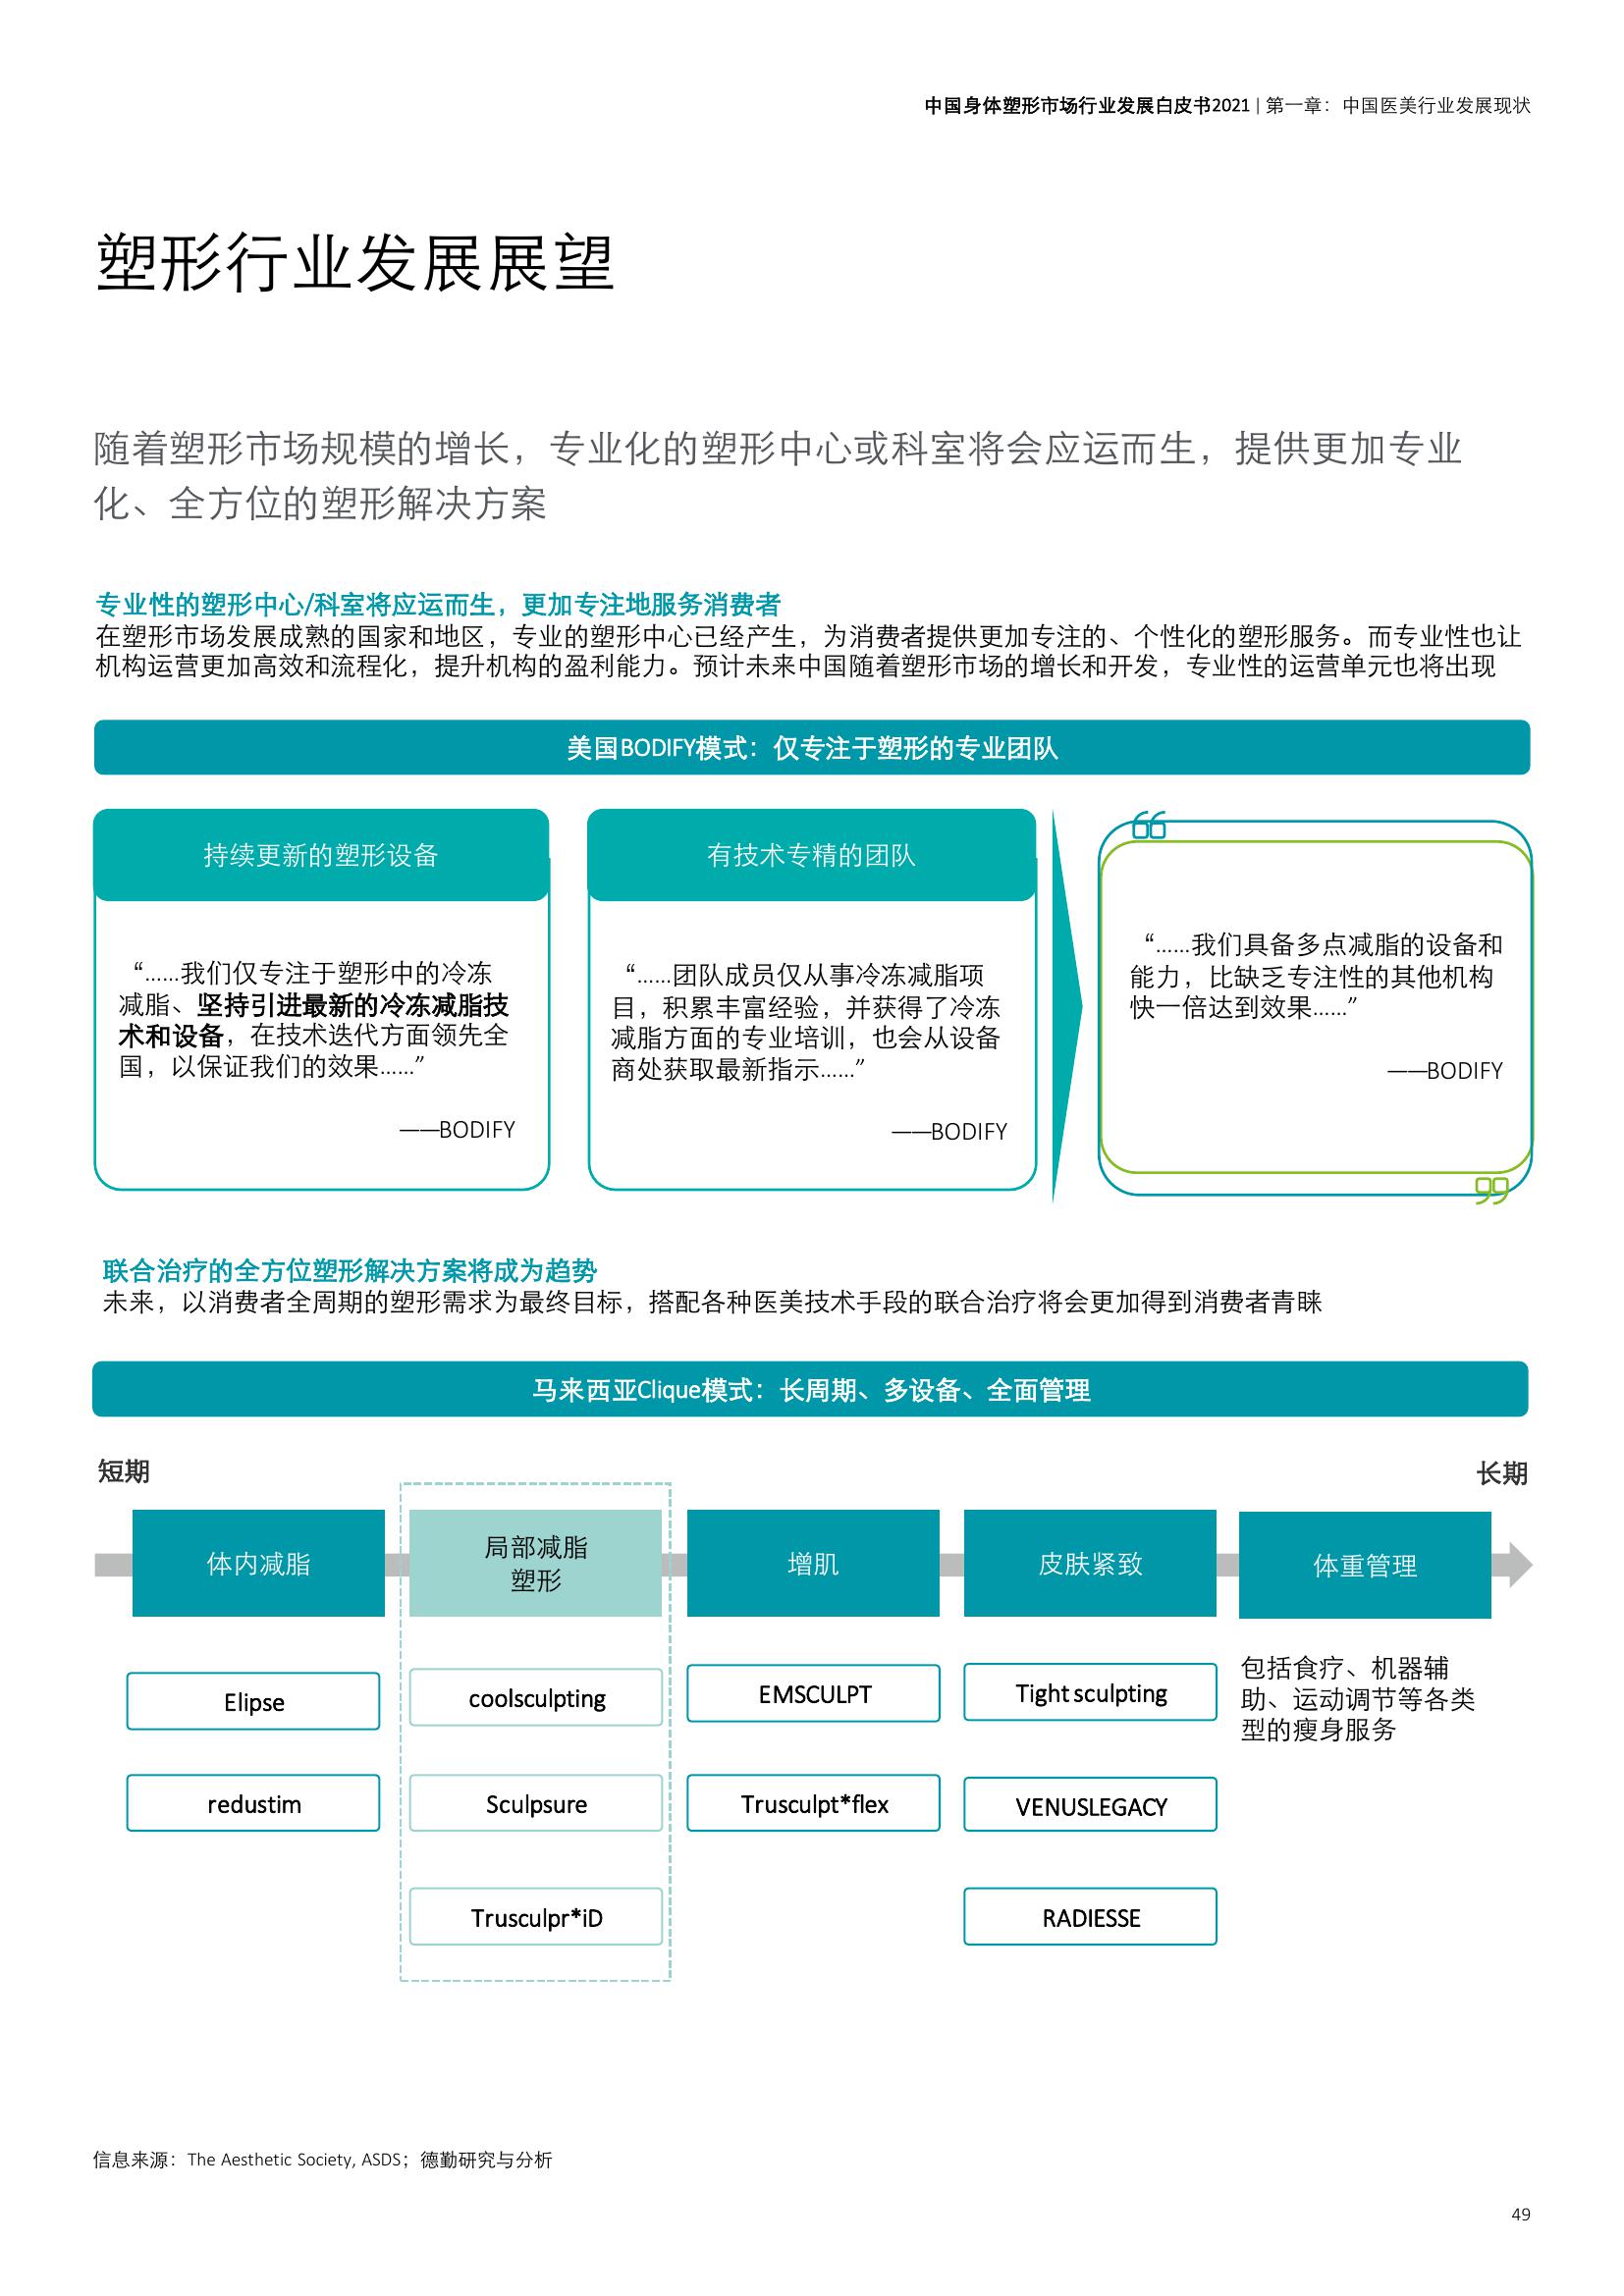 中国身体塑形市场行业发展白皮书2021 | 第一章：中国医美行业发展现状
塑形行业发展展望
随着塑形市场规模的增长，专业化的塑形中心或科室将会应运而生，提供更加专业
化、全方位的塑形解决方案
专业性的塑形中心/科室将应运而生，更加专注地服务消费者
在塑形市场发展成熟的国家和地区，专业的塑形中心已经产生，为消费者提供更加专注的、个性化的塑形服务。而专业性也让
机构运营更加高效和流程化，提升机构的盈利能力。预计未来中国随着塑形市场的增长和开发，专业性的运营单元也将出现
美国BODIFY模式：仅专注于塑形的专业团队
持续更新的塑形设备
“……我们仅专注于塑形中的冷冻
减脂、坚持引进最新的冷冻减脂技
术和设备，在技术迭代方面领先全
国，以保证我们的效果……”
——BODIFY
有技术专精的团队
“……团队成员仅从事冷冻减脂项
目，积累丰富经验，并获得了冷冻
减脂方面的专业培训，也会从设备
商处获取最新指示……”
——BODIFY
“……我们具备多点减脂的设备和
能力，比缺乏专注性的其他机构
快一倍达到效果……”
——BODIFY
联合治疗的全方位塑形解决方案将成为趋势
未来，以消费者全周期的塑形需求为最终目标，搭配各种医美技术手段的联合治疗将会更加得到消费者青睐
马来西亚Clique模式：长周期、多设备、全面管理
短期
长期
体内减脂
Elipse
redustim
局部减脂
塑形
coolsculpting
Sculpsure
Trusculpr*iD
增肌
EMSCULPT
Trusculpt*flex
皮肤紧致
Tight sculpting
VENUSLEGACY
RADIESSE
体重管理
包括食疗、机器辅
助、运动调节等各类
型的瘦身服务
信息来源：The Aesthetic Society, ASDS；德勤研究与分析
49